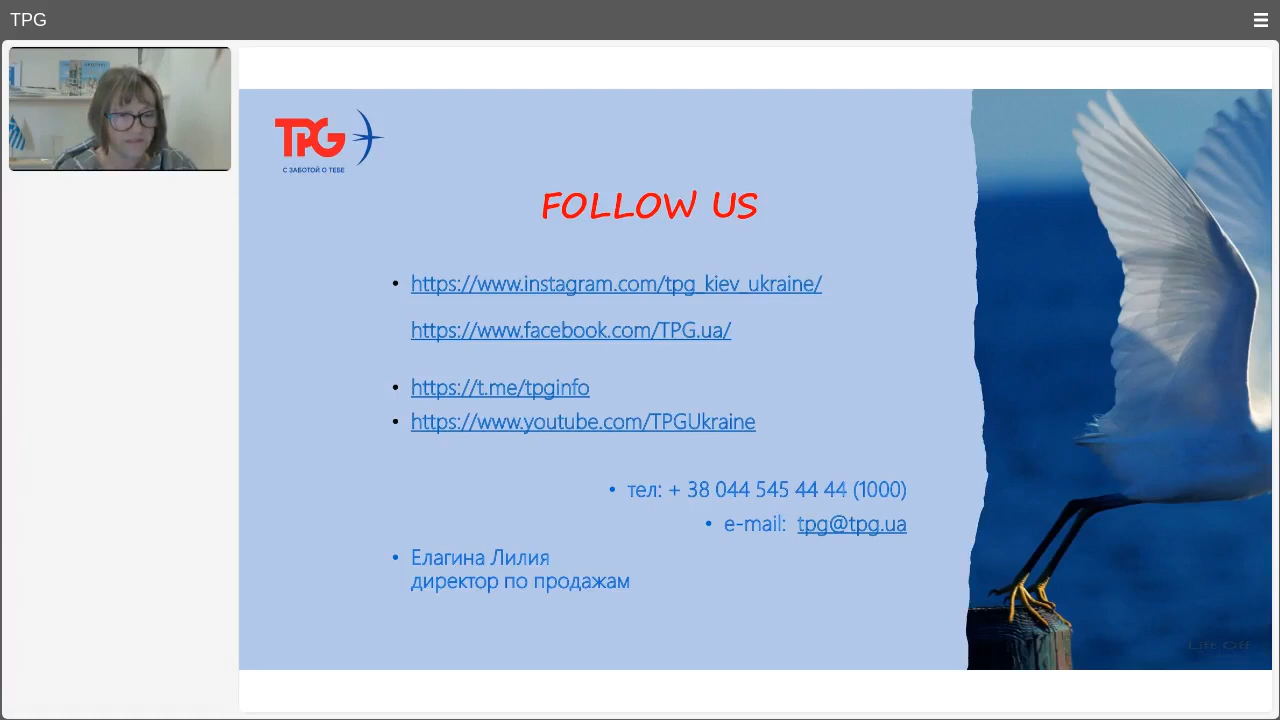 TPG
TPG
С ЗАБОТОЙ О ТЕБЕ
FOLLOW US
• https://www.instagram.com/tpg_kiev_ukraine/
https://www.facebook.com/TPG.ua/
• https://t.me/tpginfo
• https://www.youtube.com/TPGUkraine
• тел: + 38 044 545 44 44 (1000)
• e-mail: tpg@tpg.ua
• Елагина Лилия
директор по продажам
Life Off